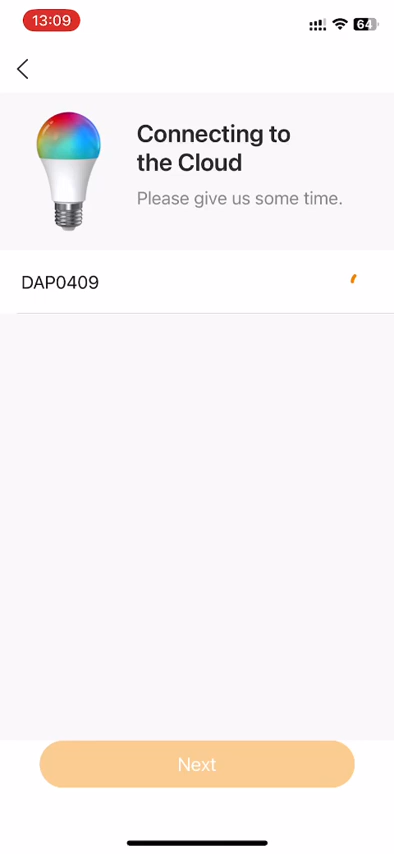 13:09
64
Connecting to
the Cloud
Please give us some time.
DAP0409
Next